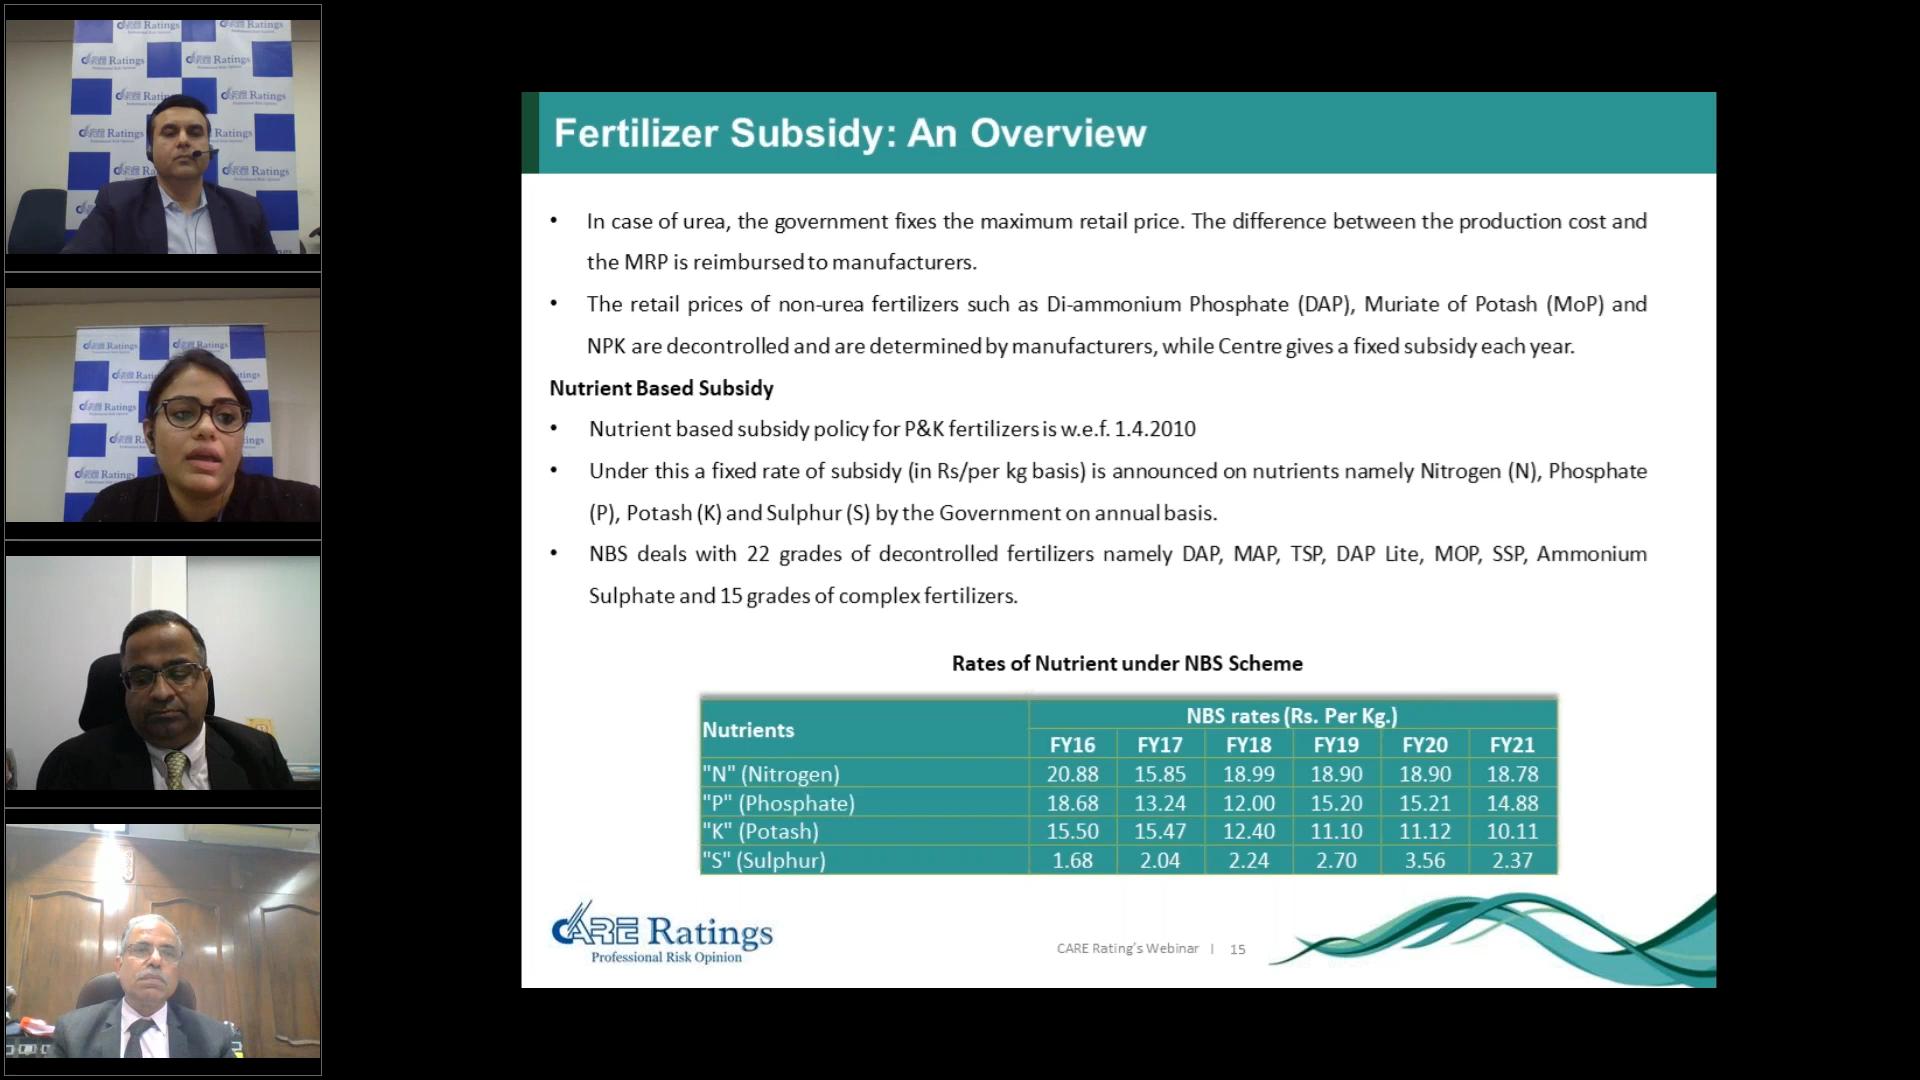 CARE Ratings
Professional Risk Opinion
Fertilizer Subsidy: An Overview
• In case of urea, the government fixes the maximum retail price. The difference between the production cost and
the MRP is reimbursed to manufacturers.
• The retail prices of non-urea fertilizers such as Di-ammonium Phosphate (DAP), Muriate of Potash (MoP) and
NPK are decontrolled and are determined by manufacturers, while Centre gives a fixed subsidy each year.
Nutrient Based Subsidy
• Nutrient based subsidy policy for P&K fertilizers is w.e.f. 1.4.2010
• Under this a fixed rate of subsidy (in Rs/per kg basis) is announced on nutrients namely Nitrogen (N), Phosphate
(P), Potash (K) and Sulphur (S) by the Government on annual basis.
• NBS deals with 22 grades of decontrolled fertilizers namely DAP, MAP, TSP, DAP Lite, MOP, SSP, Ammonium
Sulphate and 15 grades of complex fertilizers.
Rates of Nutrient under NBS Scheme
Nutrients NBS rates (Rs. Per Kg.)
FY16 FY17 FY18 FY19 FY20 FY21
"N" (Nitrogen) 20.88 15.85 18.99 18.90 18.90 18.78
"P" (Phosphate) 18.68 13.24 12.00 15.20 15.21 14.88
"K" (Potash) 15.50 15.47 12.40 11.10 11.12 10.11
"S" (Sulphur) 1.68 2.04 2.24 2.70 3.56 2.37
CARE Ratings
Professional Risk Opinion
CARE Rating's Webinar | 15